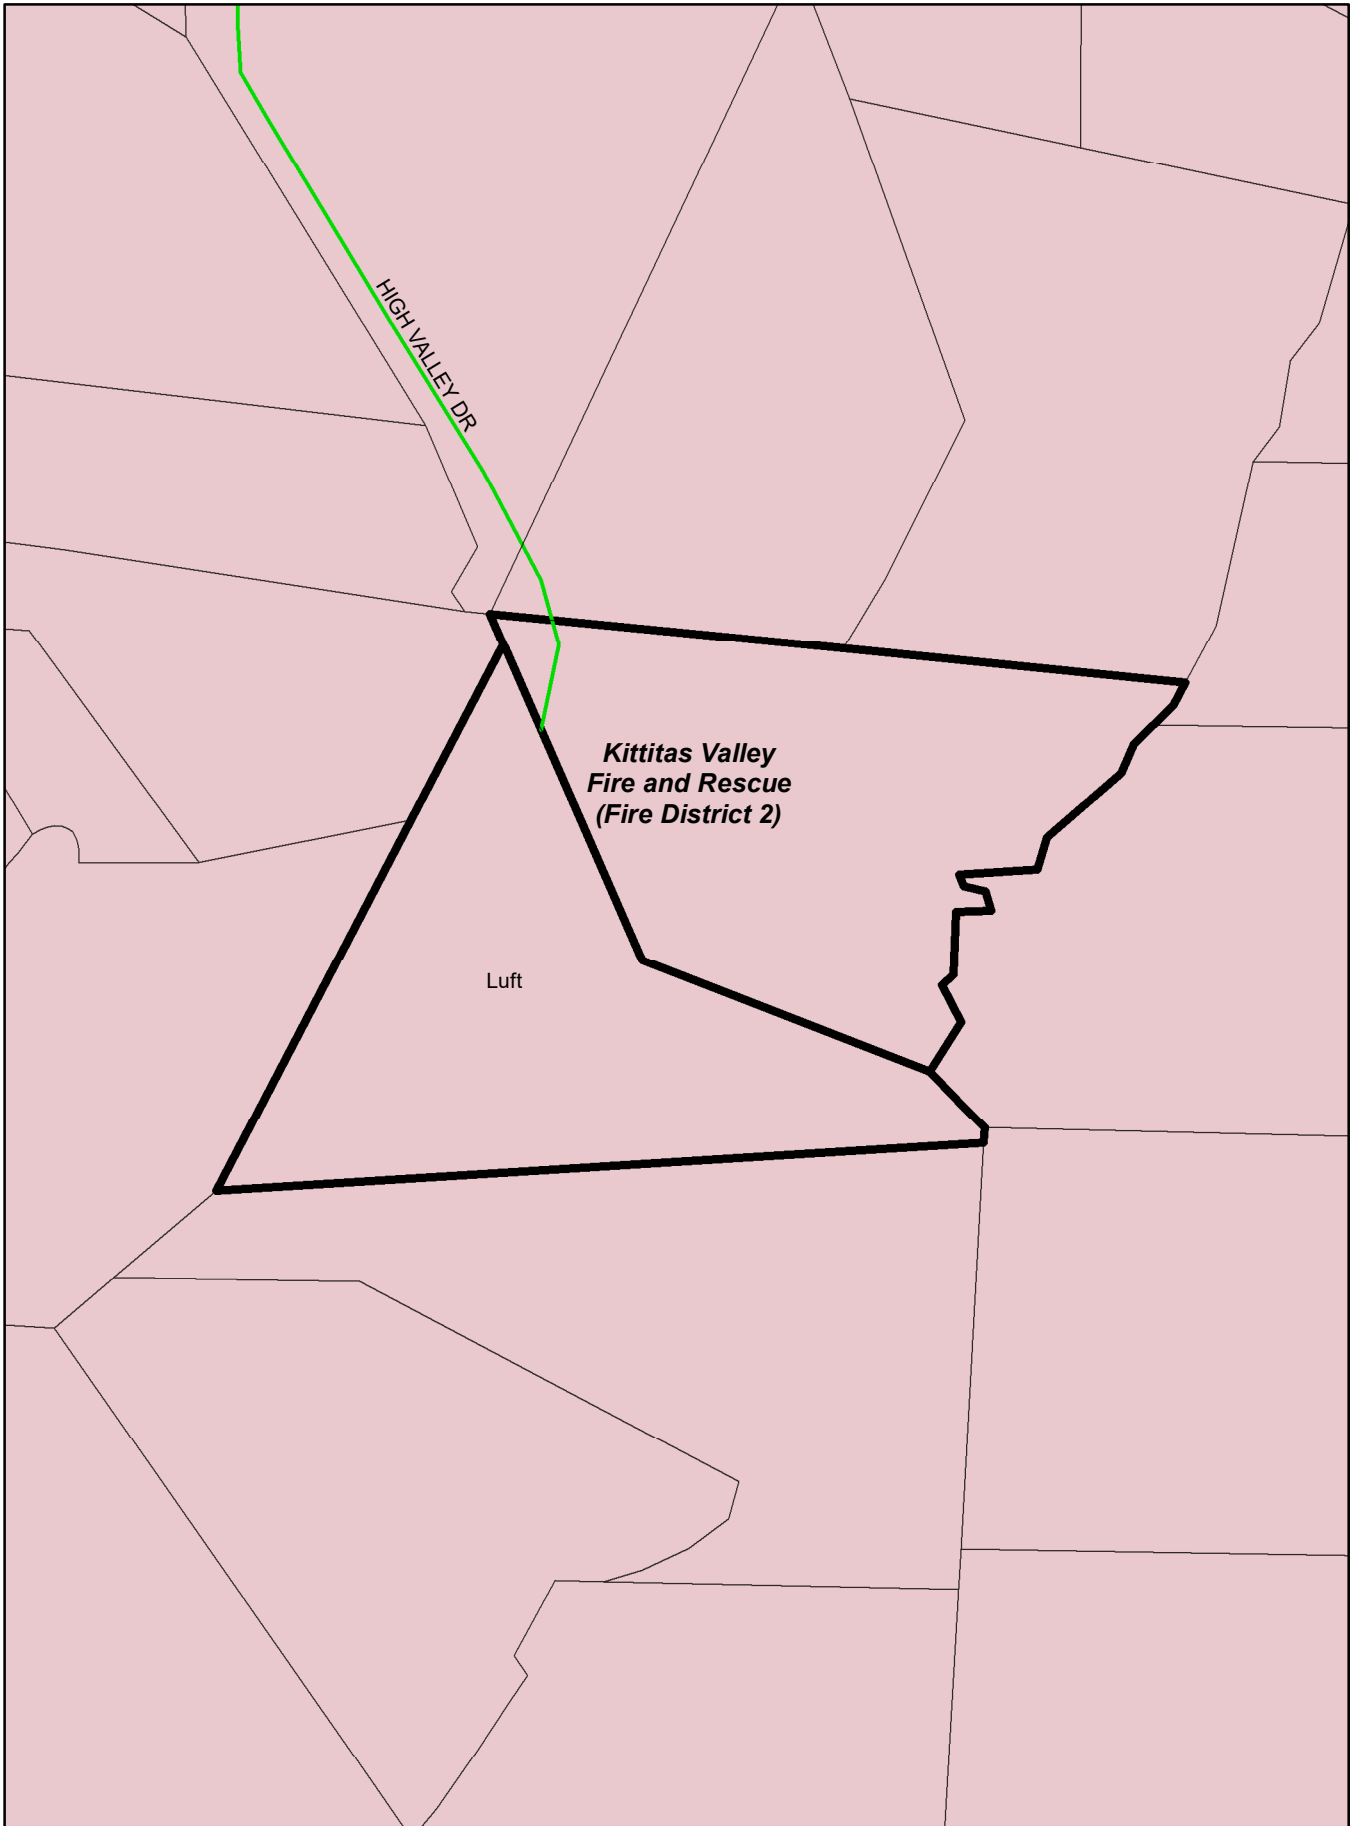 HIGH VALLEY DR
Kittitas Valley
Fire and Rescue
(Fire District 2)
Luft